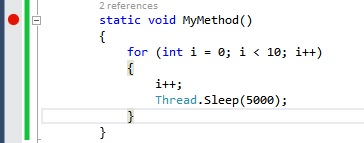 2 references
static void MyMethod()
{
for (int i = 0; i < 10; i++)
{
i++;
Thread.Sleep(5000);
}
}